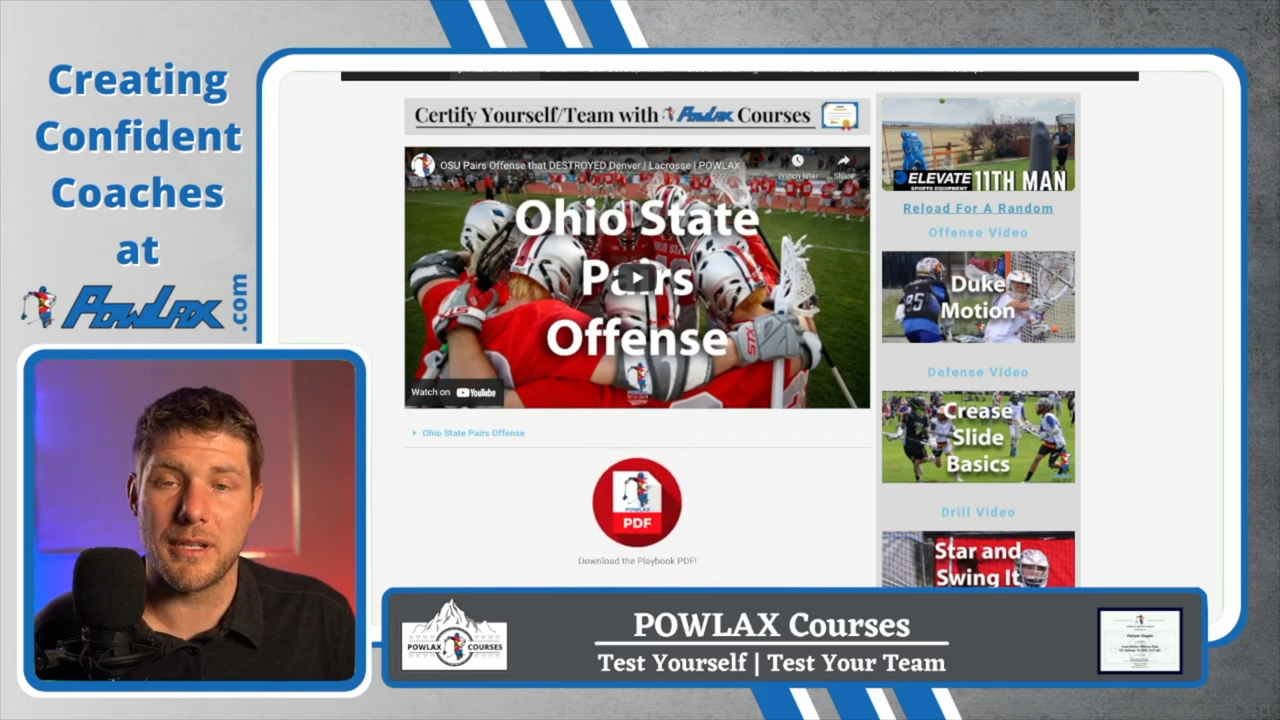 Creating
Confident
Coaches
at
POWLAX.com
Certify Yourself/Team with POWLAX Courses
OSU Pairs Offense that DESTROYED Denver | Lacrosse | POWLAX
Watch later
Share
Ohio State
Pairs
Offense
Watch on YouTube
Ohio State Pairs Offense
POWLAX
PDF
Download the Playbook PDF!
ELEVATE
SPORTS EQUIPMENT
11TH MAN
Reload For A Random
Offense Video
Duke
Motion
Defense Video
Crease
Slide
Basics
Drill Video
Star and
Swing It
POWLAX COURSES
POWLAX Courses
Test Yourself | Test Your Team